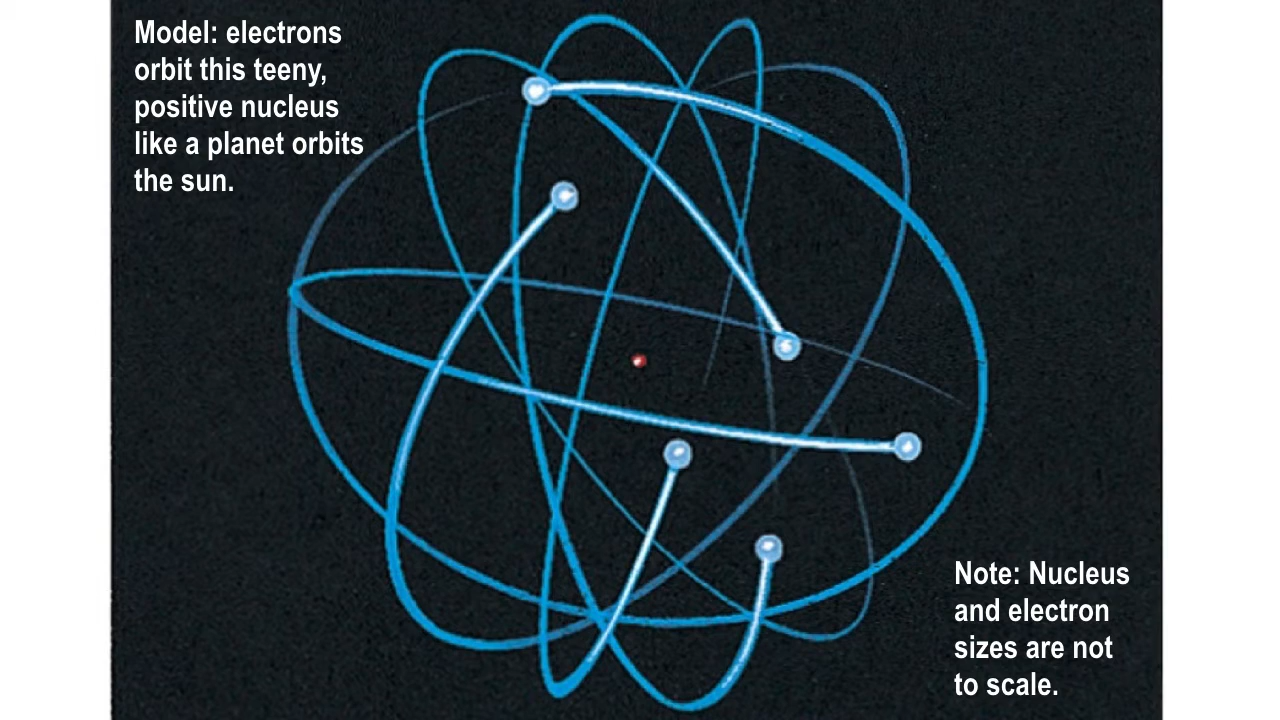 Model: electrons
orbit this teeny,
positive nucleus
like a planet orbits
the sun.
Note: Nucleus
and electron
sizes are not
to scale.